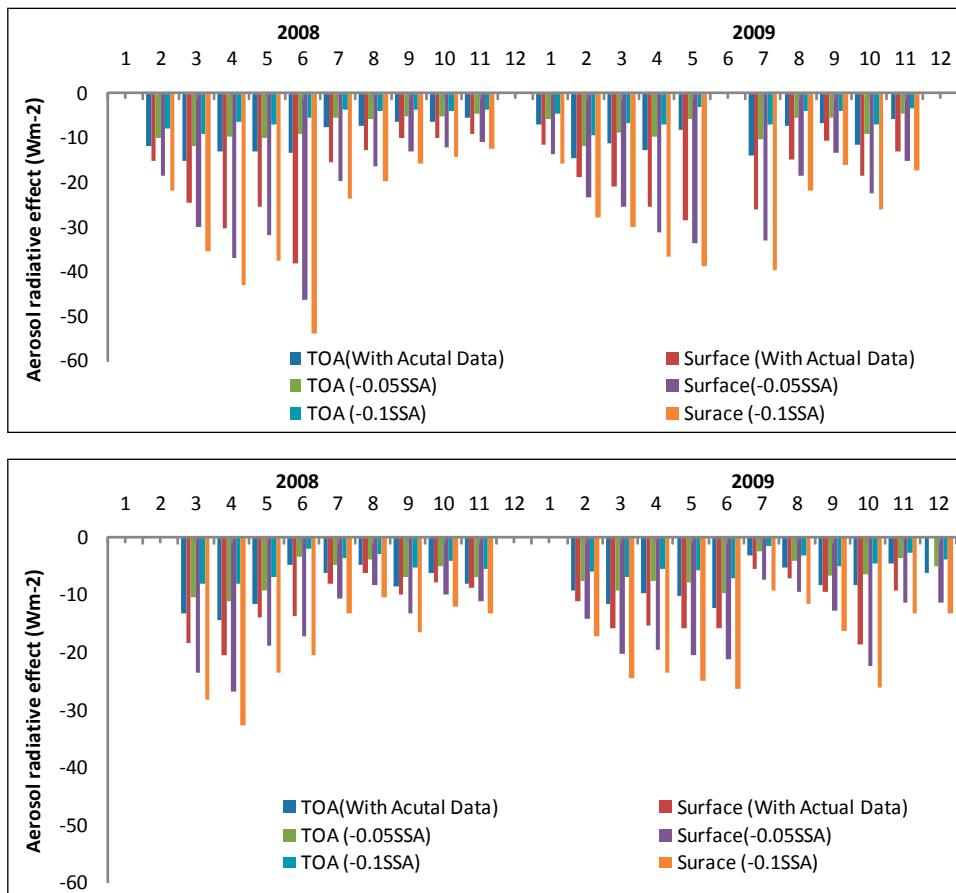 2008 2009
1 2 3 4 5 6 7 8 9 10 11 12 1 2 3 4 5 6 7 8 9 10 11 12
0
-10
-20
-30
-40
-50
-60
Aerosol radiative effect (Wm-2)
TOA(With Acutal Data) Surface (With Actual Data)
TOA (-0.05SSA) Surface(-0.05SSA)
TOA (-0.1SSA) Surace (-0.1SSA)
2008 2009
1 2 3 4 5 6 7 8 9 10 11 12 1 2 3 4 5 6 7 8 9 10 11 12
0
-10
-20
-30
-40
-50
-60
Aerosol radiative effect (Wm-2)
TOA(With Acutal Data) Surface (With Actual Data)
TOA (-0.05SSA) Surface(-0.05SSA)
TOA (-0.1SSA) Surace (-0.1SSA)